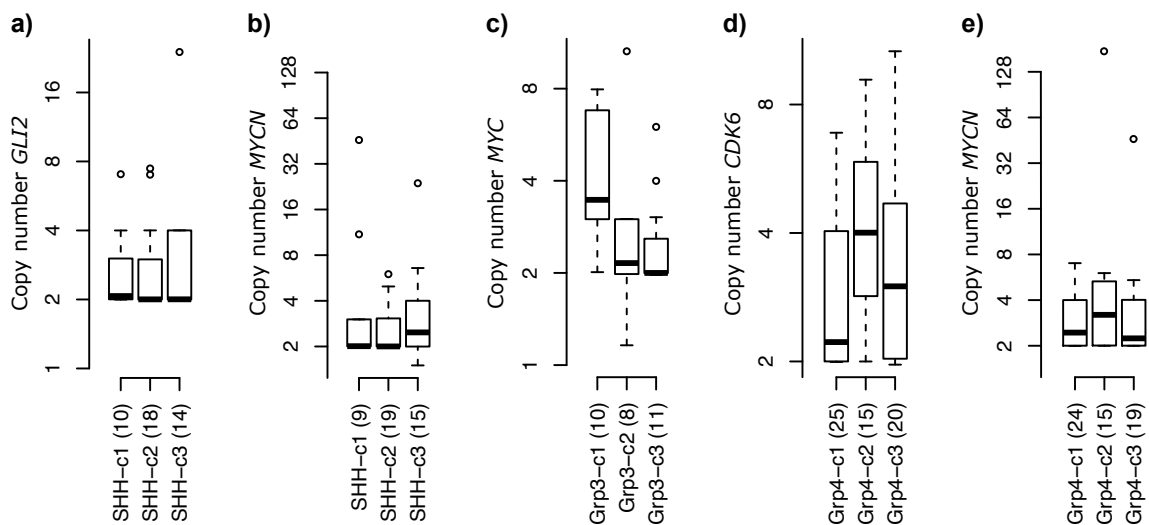 a)
Copy number GLI2
16
8
4
2
1
SHH−c1 (10)
SHH−c2 (18)
SHH−c3 (14)
b)
Copy number MYCN
128
64
32
16
8
4
2
SHH−c1 (9)
SHH−c2 (19)
SHH−c3 (15)
c)
Copy number MYC
8
4
2
1
Grp3−c1 (10)
Grp3−c2 (8)
Grp3−c3 (11)
d)
Copy number CDK6
8
4
2
Grp4−c1 (25)
Grp4−c2 (15)
Grp4−c3 (20)
e)
Copy number MYCN
128
64
32
16
8
4
2
Grp4−c1 (24)
Grp4−c2 (15)
Grp4−c3 (19)